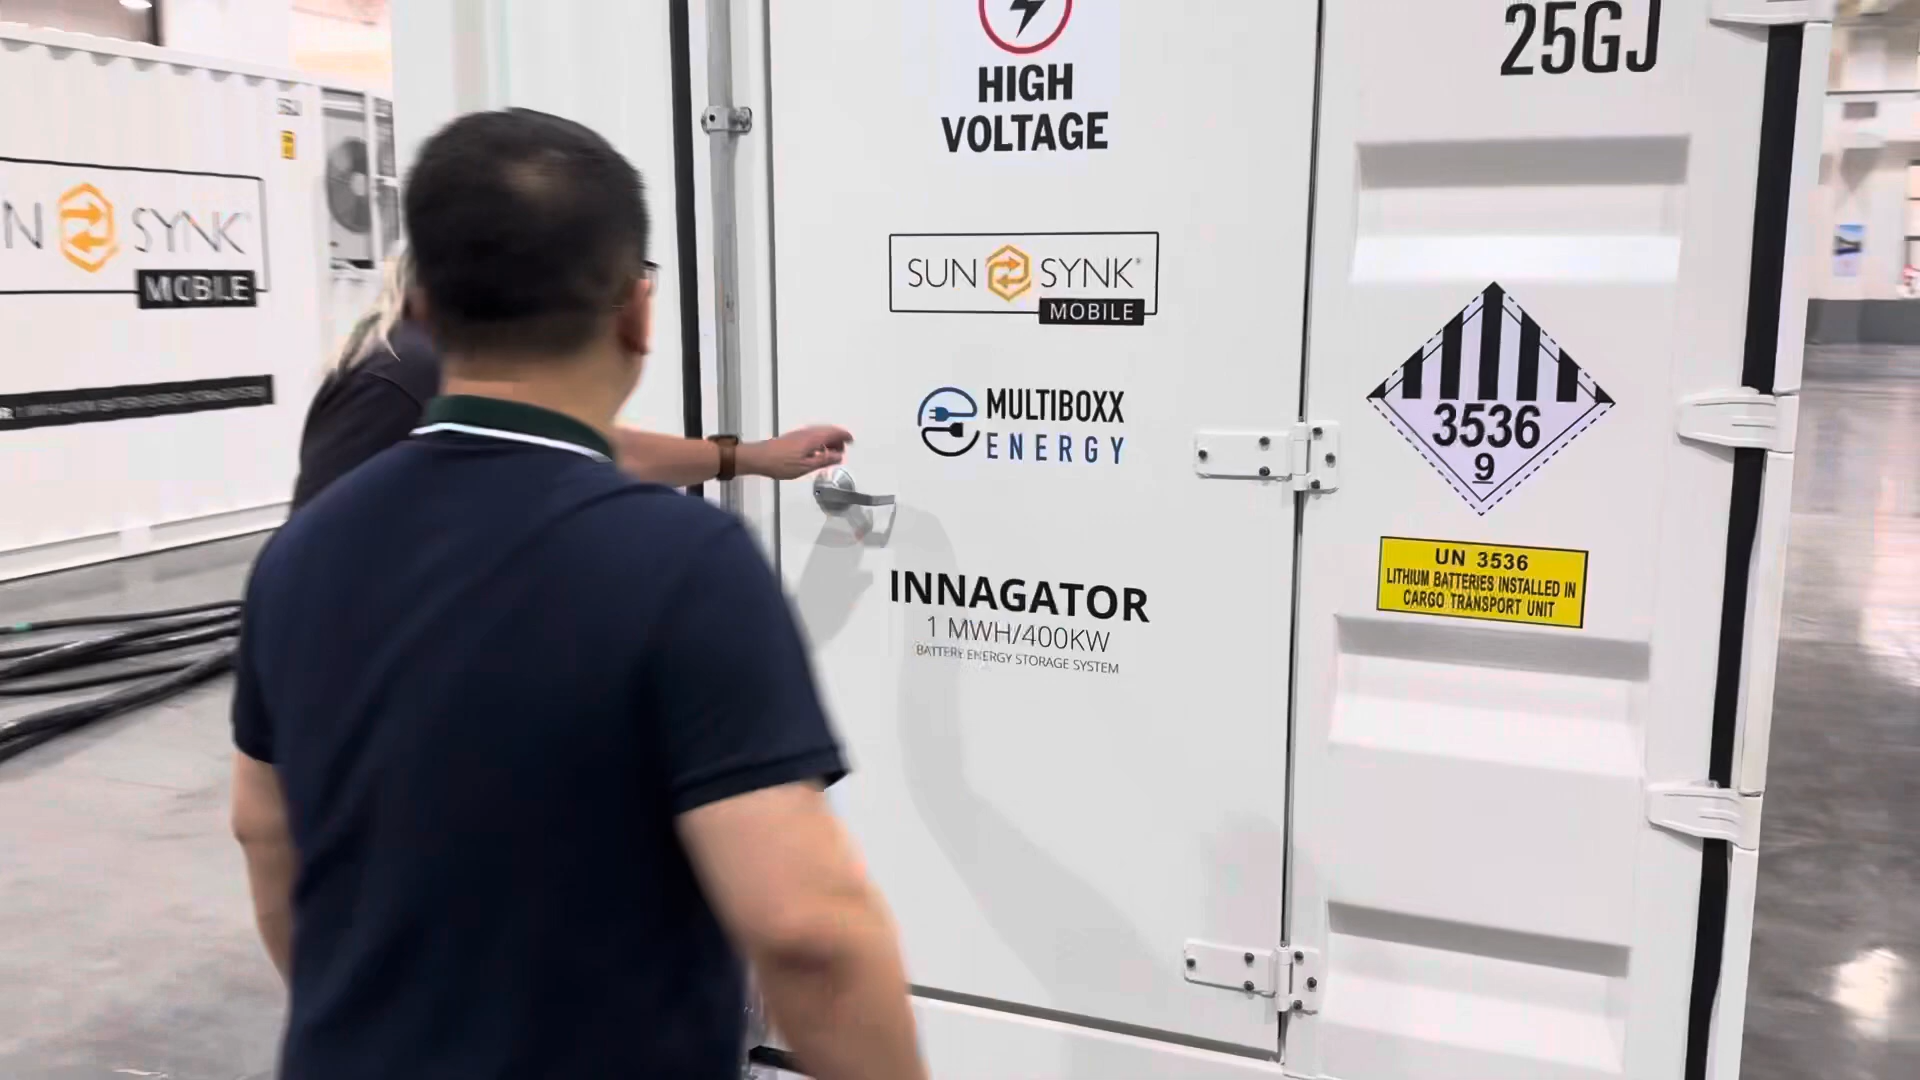 N SYNK
MOBILE
HIGH
VOLTAGE
SUN SYNK
MOBILE
MULTIBOXX
ENERGY
INNAGATOR
1 MWH/400KW
BATTERY ENERGY STORAGE SYSTEM
25GJ
3536
9
UN 3536
LITHIUM BATTERIES INSTALLED IN
CARGO TRANSPORT UNIT